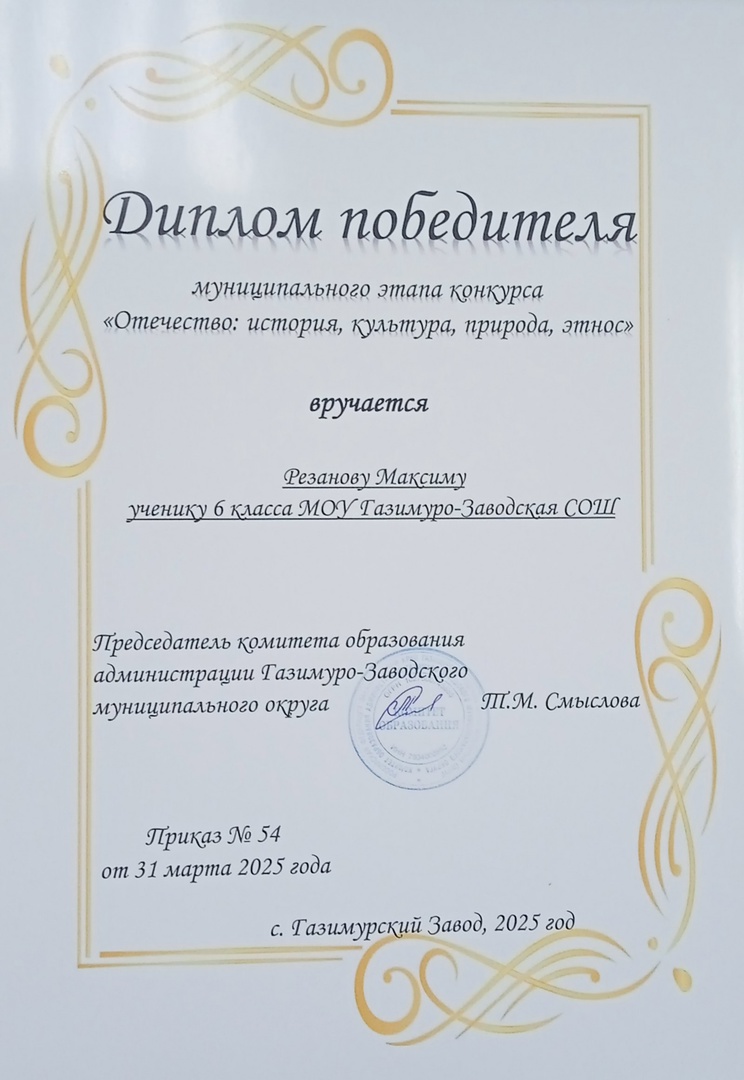 Диплом победителя
муниципального этапа конкурса
«Отечество: история, культура, природа, этнос»
вручается
Резанову Максиму
ученику 6 класса МОУ Газимуро-Заводская СОШ
Председатель комитета образования
администрации Газимуро-Заводского
муниципального округа
Т.М. Смыслова
КОМИТЕТ
ОБРАЗОВАНИЯ
Приказ № 54
от 31 марта 2025 года
с. Газимурский Завод, 2025 год